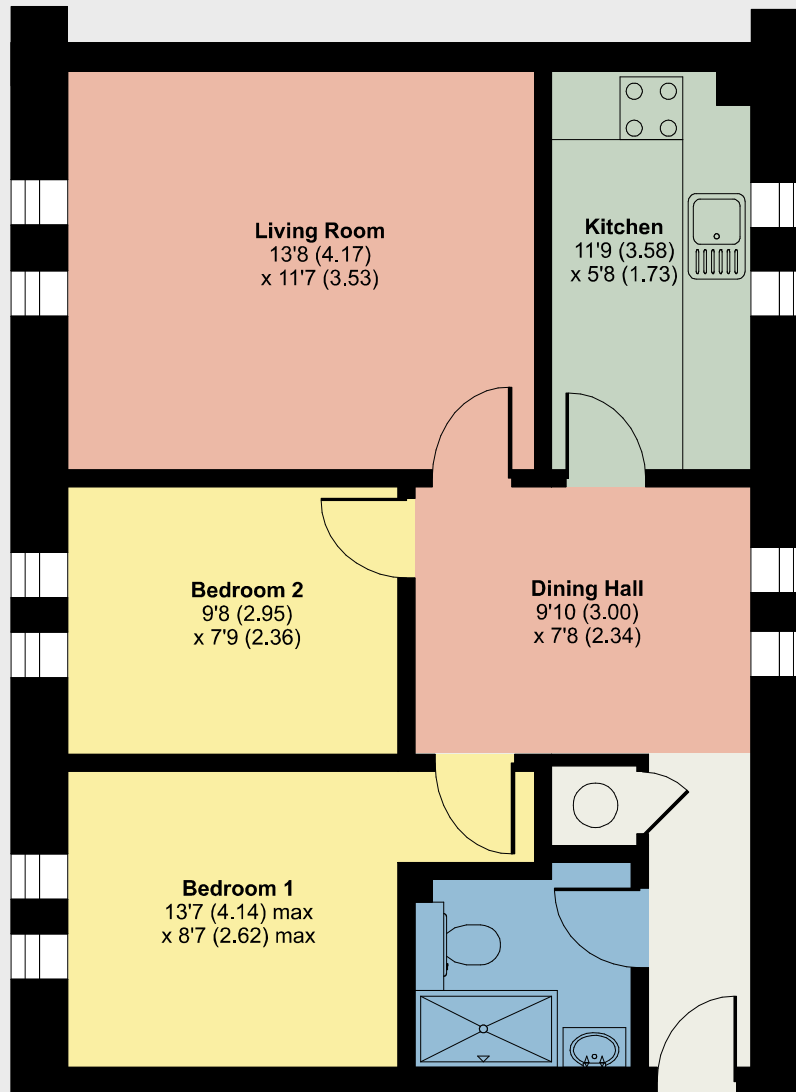 Living Room
13'8 (4.17)
x 11'7 (3.53)
Kitchen
11'9 (3.58)
x 5'8 (1.73)
Bedroom 2
9'8 (2.95)
x 7'9 (2.36)
Dining Hall
9'10 (3.00)
x 7'8 (2.34)
Bedroom 1
13'7 (4.14) max
x 8'7 (2.62) max